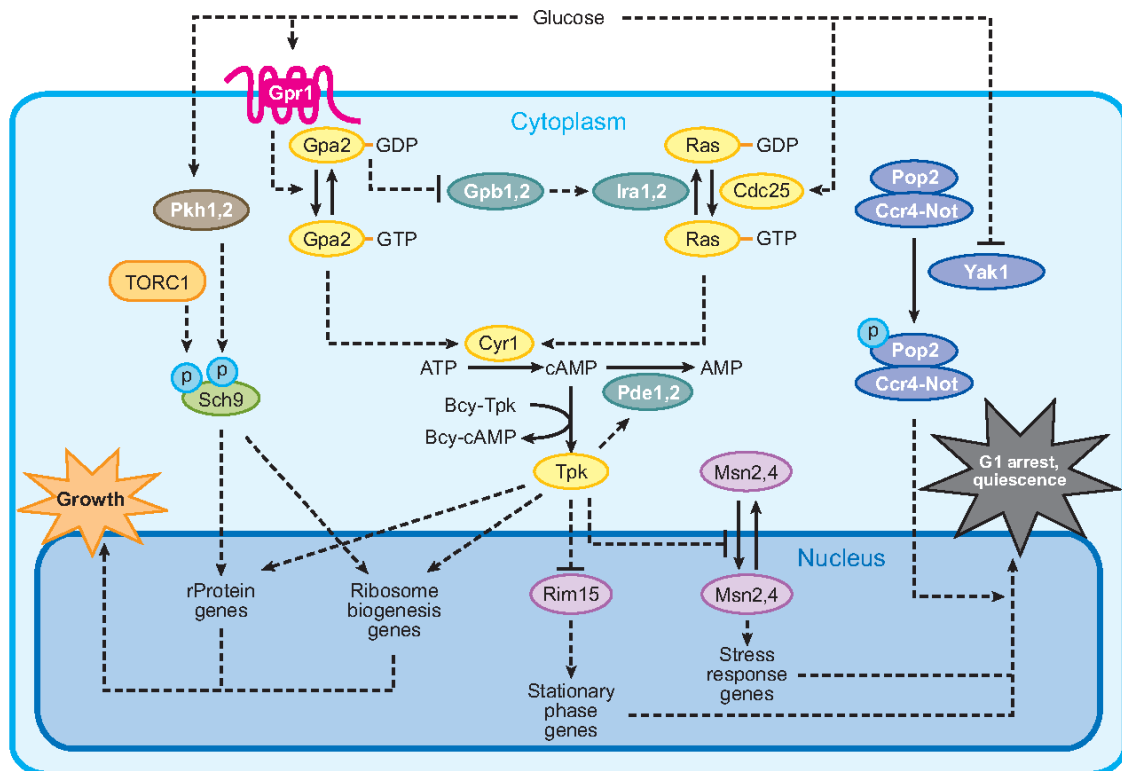 Glucose
Gpr1
Cytoplasm
Gpa2
GDP
Ras
GDP
Gpb1,2
Ira1,2
Cdc25
Pop2
Ccr4-Not
Pkh1,2
Gpa2
GTP
Ras
GTP
Yak1
TORC1
Cyr1
p
Pop2
Ccr4-Not
ATP
cAMP
AMP
p
p
Sch9
Pde1,2
Bcy-Tpk
Bcy-cAMP
Tpk
Msn2,4
G1 arrest,
quiescence
Growth
Nucleus
rProtein
genes
Ribosome
biogenesis
genes
Rim15
Msn2,4
Stress
response
genes
Stationary
phase
genes